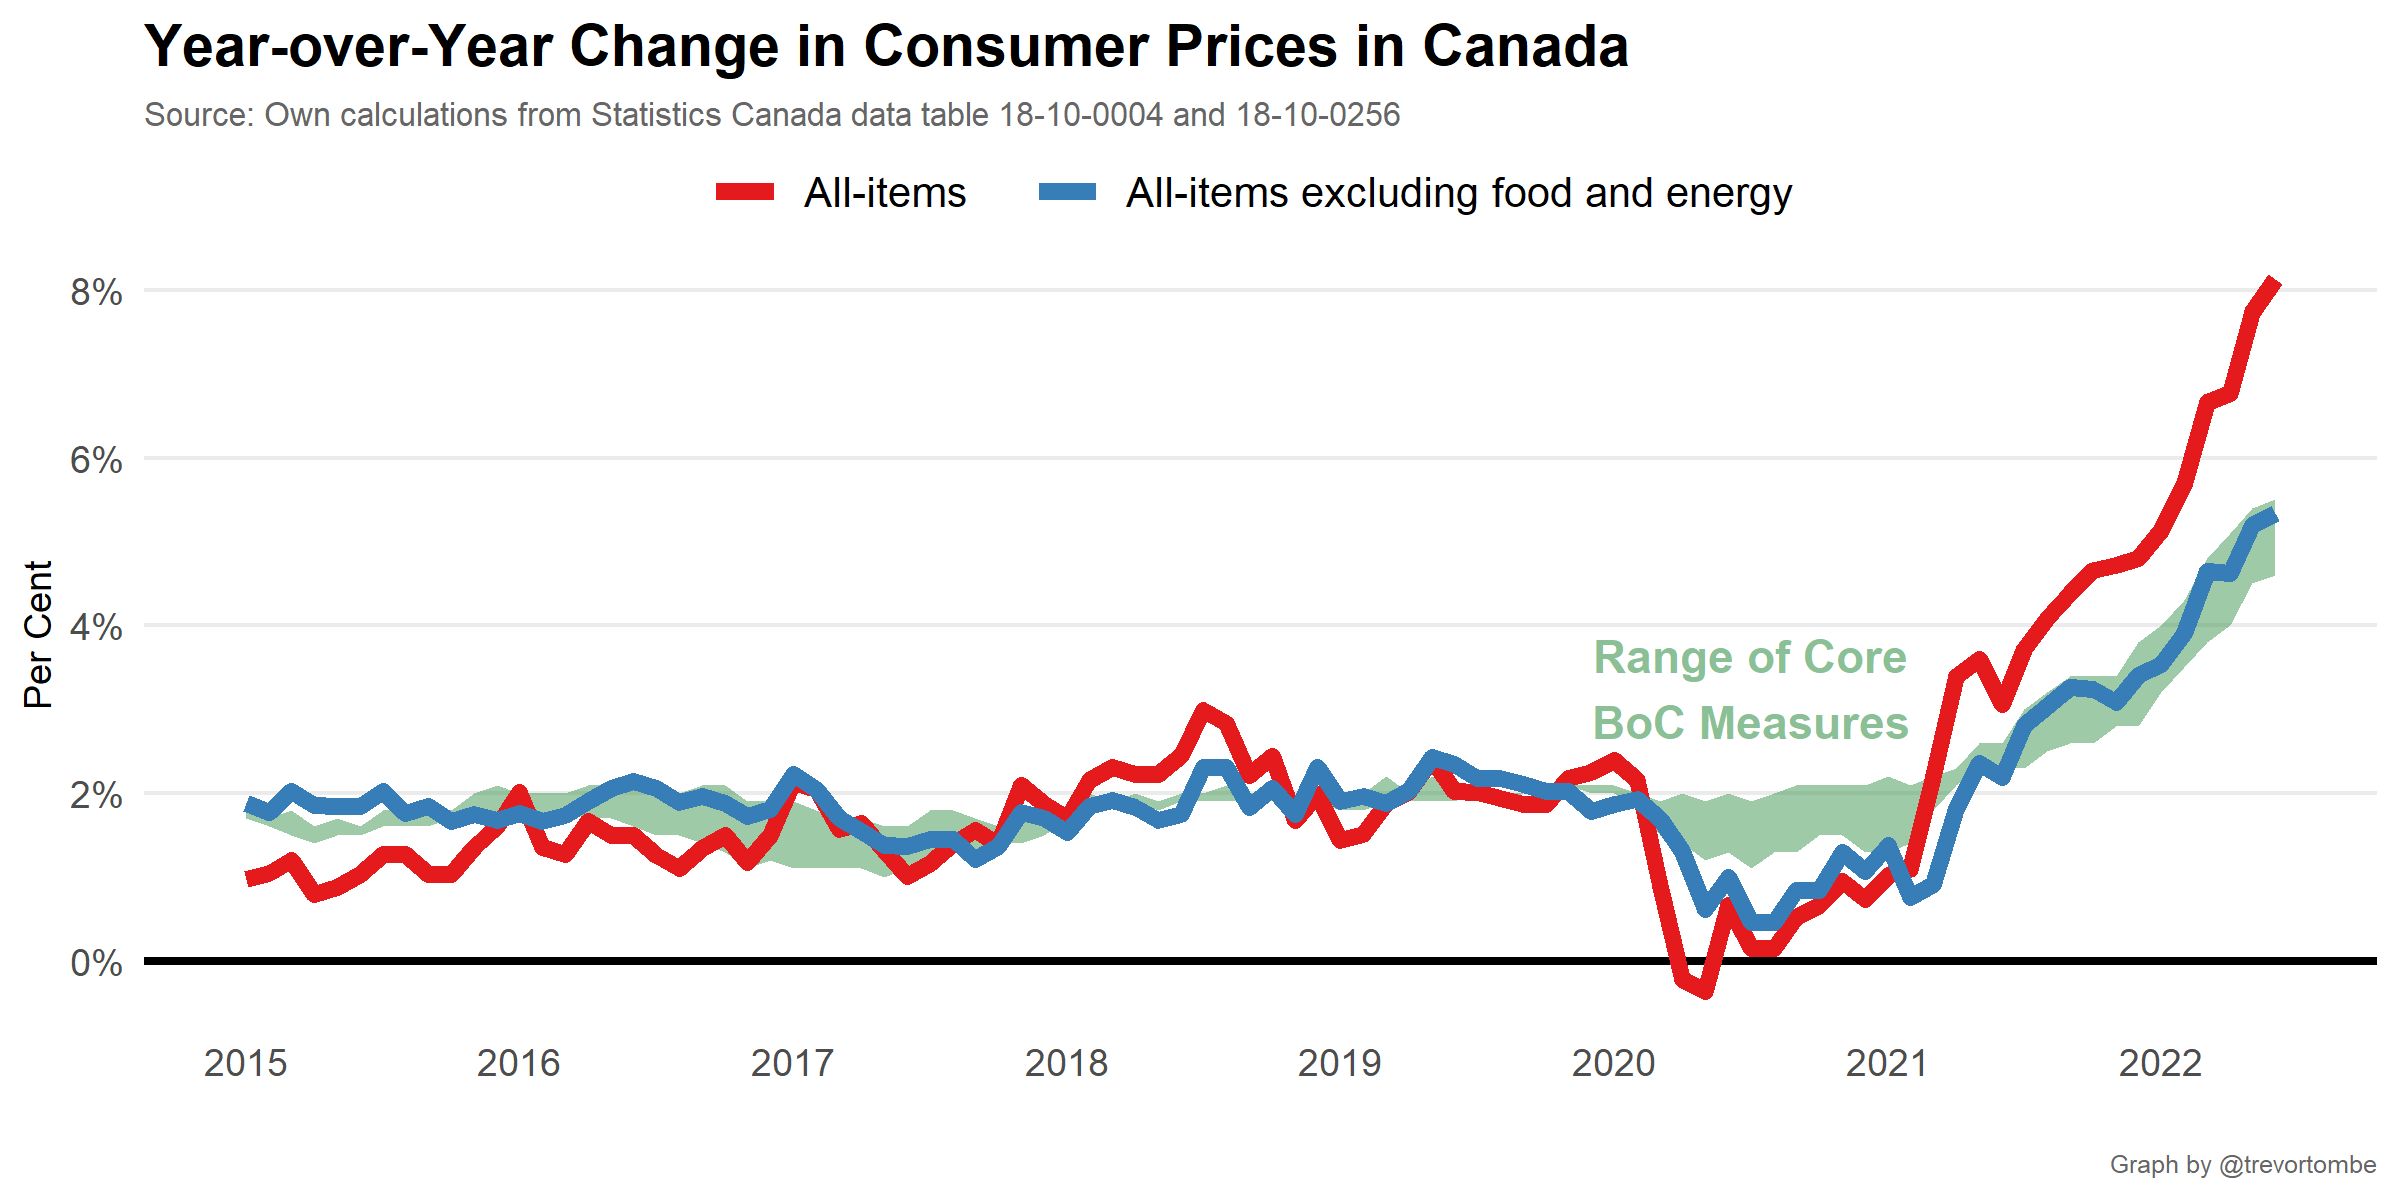 Year-over-Year Change in Consumer Prices in Canada
Source: Own calculations from Statistics Canada data table 18-10-0004 and 18-10-0256
All-items
All-items excluding food and energy
8%
6%
4%
2%
0%
Per Cent
Range of Core
BoC Measures
2015
2016
2017
2018
2019
2020
2021
2022
Graph by @trevortombe